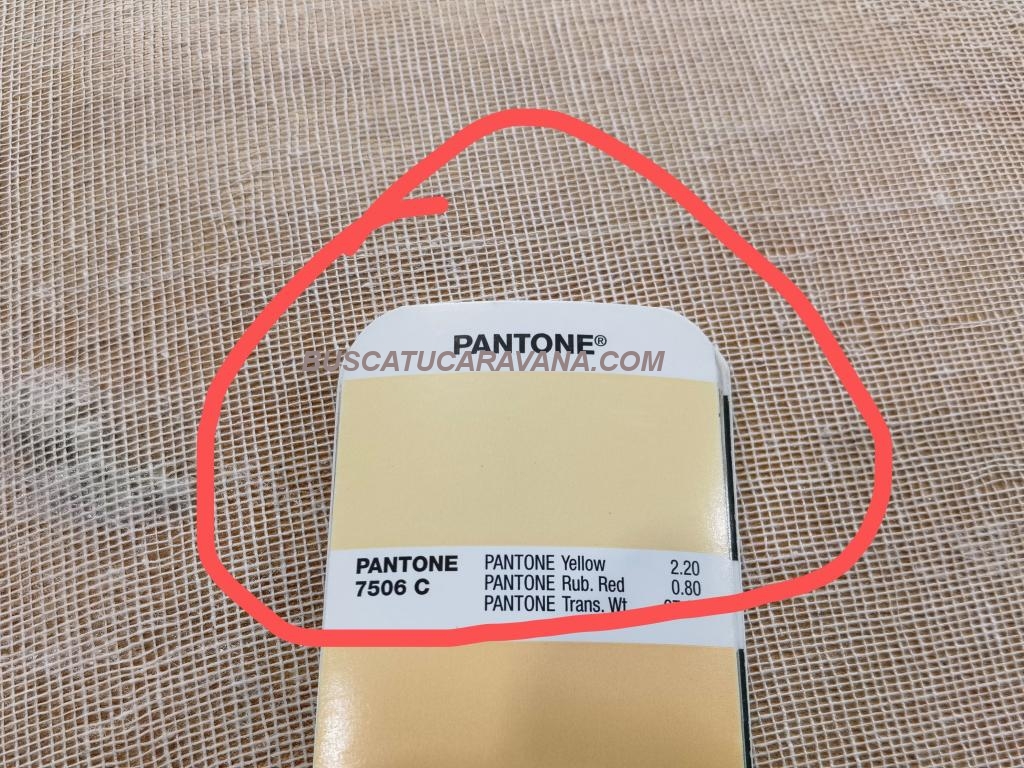 PANTONE®
BUSCATUCARAVANA.COM
PANTONE
7506 C
PANTONE Yellow 2.20
PANTONE Rub. Red 0.80
PANTONE Trans. Wt.